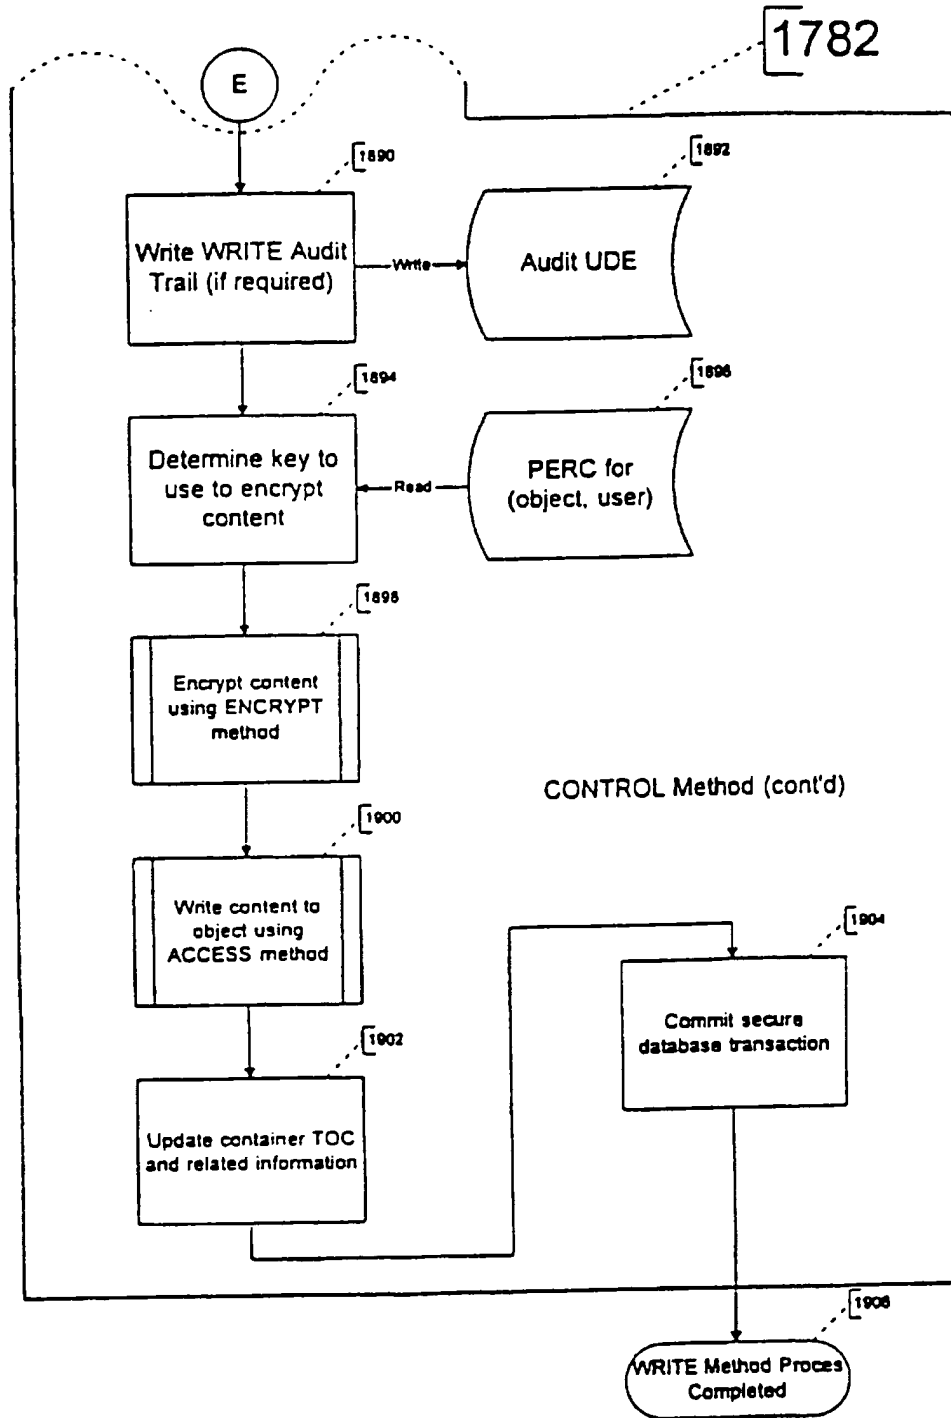 1782
E
1890
Write WRITE Audit
Trail (if required)
Write
1892
Audit UDE
1894
Determine key to
use to encrypt
content
Read
1896
PERC for
(object, user)
1898
Encrypt content
using ENCRYPT
method
CONTROL Method (cont'd)
1900
Write content to
object using
ACCESS method
1902
Update container TOC
and related information
1904
Commit secure
database transaction
1906
WRITE Method Proces
Completed